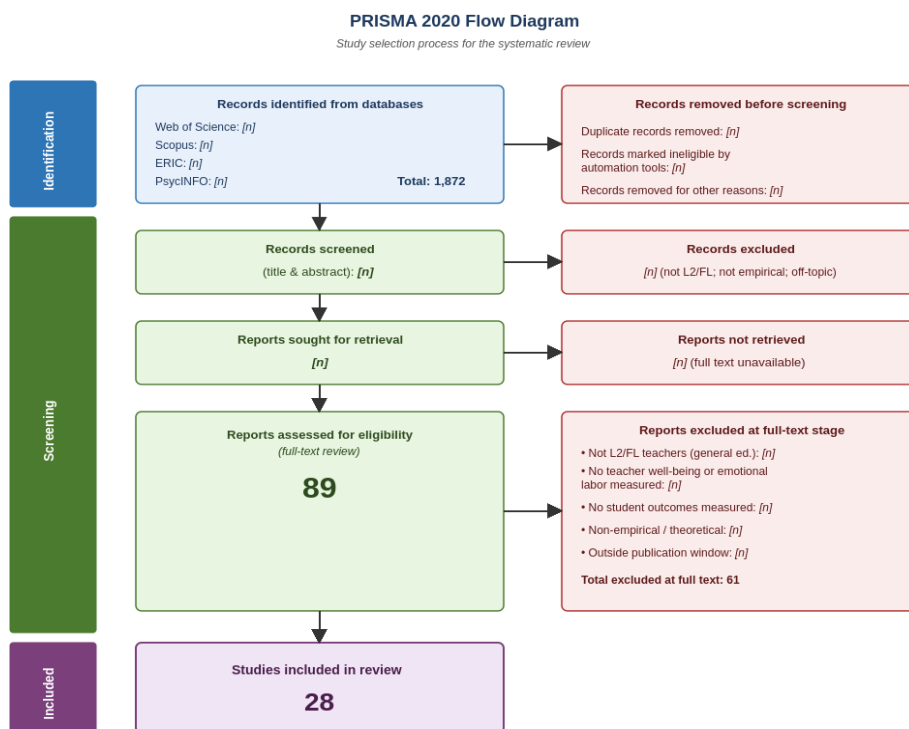 PRISMA 2020 Flow Diagram
Study selection process for the systematic review
Identification
Records identified from databases
Web of Science: [n]
Scopus: [n]
ERIC: [n]
PsycINFO: [n]
Total: 1,872
Records removed before screening
Duplicate records removed: [n]
Records marked ineligible by
automation tools: [n]
Records removed for other reasons: [n]
Screening
Records screened
(title & abstract): [n]
Records excluded
[n] (not L2/FL; not empirical; off-topic)
Reports sought for retrieval
[n]
Reports not retrieved
[n] (full text unavailable)
Reports assessed for eligibility
(full-text review)
89
Reports excluded at full-text stage
• Not L2/FL teachers (general ed.): [n]
• No teacher well-being or emotional
labor measured: [n]
• No student outcomes measured: [n]
• Non-empirical / theoretical: [n]
• Outside publication window: [n]
Total excluded at full text: 61
Included
Studies included in review
28